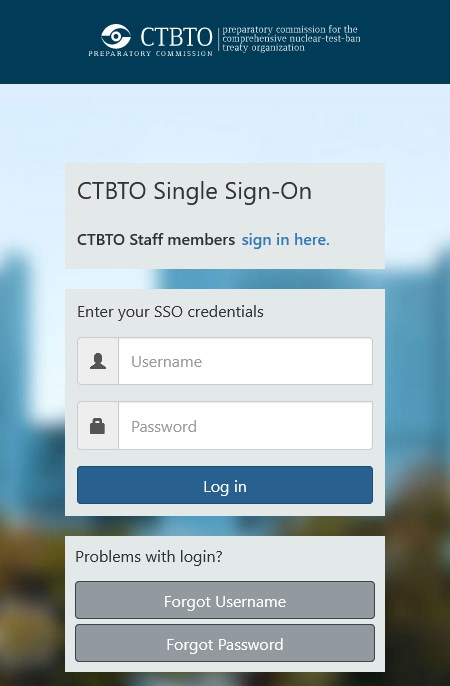 CTBTO
PREPARATORY COMMISSION
preparatory commission for the
comprehensive nuclear-test-ban
treaty organization
CTBTO Single Sign-On
CTBTO Staff members sign in here.
Enter your SSO credentials
Username
Password
Log in
Problems with login?
Forgot Username
Forgot Password